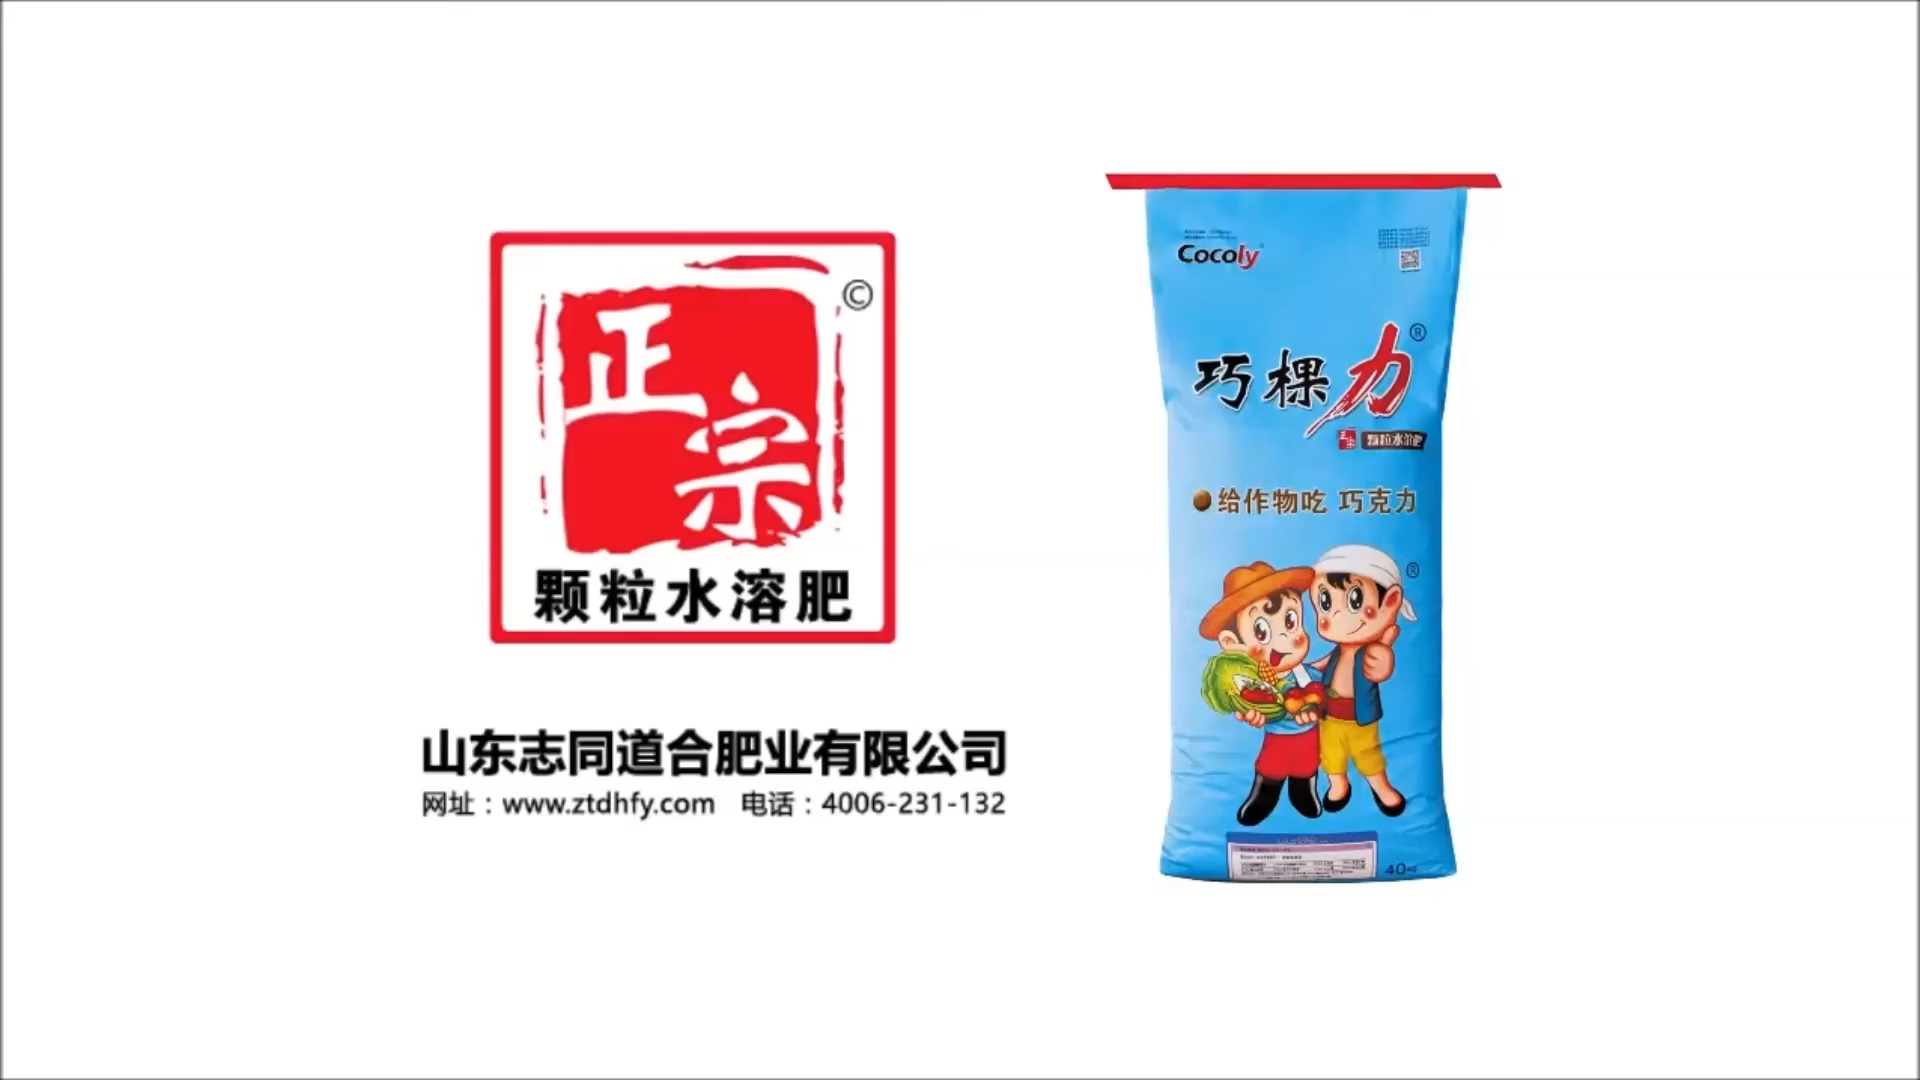 正宗
©
颗粒水溶肥
山东志同道合肥业有限公司
网址：www.ztdhfy.com 电话：4006-231-132
Cocoly
巧棵力®
正宗 颗粒水溶肥
给作物吃 巧克力
®